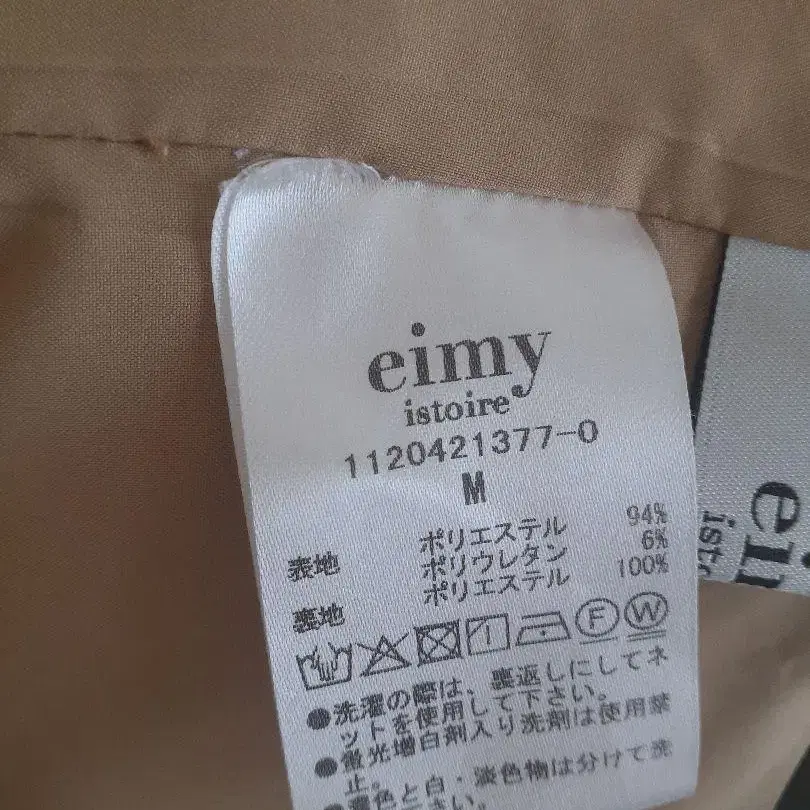 eimy
istoire
1120421377-0
M
表地 ポリエステル 94%
ポリウレタン 6%
裏地 ポリエステル 100%
F W
●洗濯の際は、裏返しにしてネ
ットを使用して下さい。
●蛍光増白剤入り洗剤は使用禁
止。
●濃色と白・淡色物は分けて洗
さい。
ei
isto